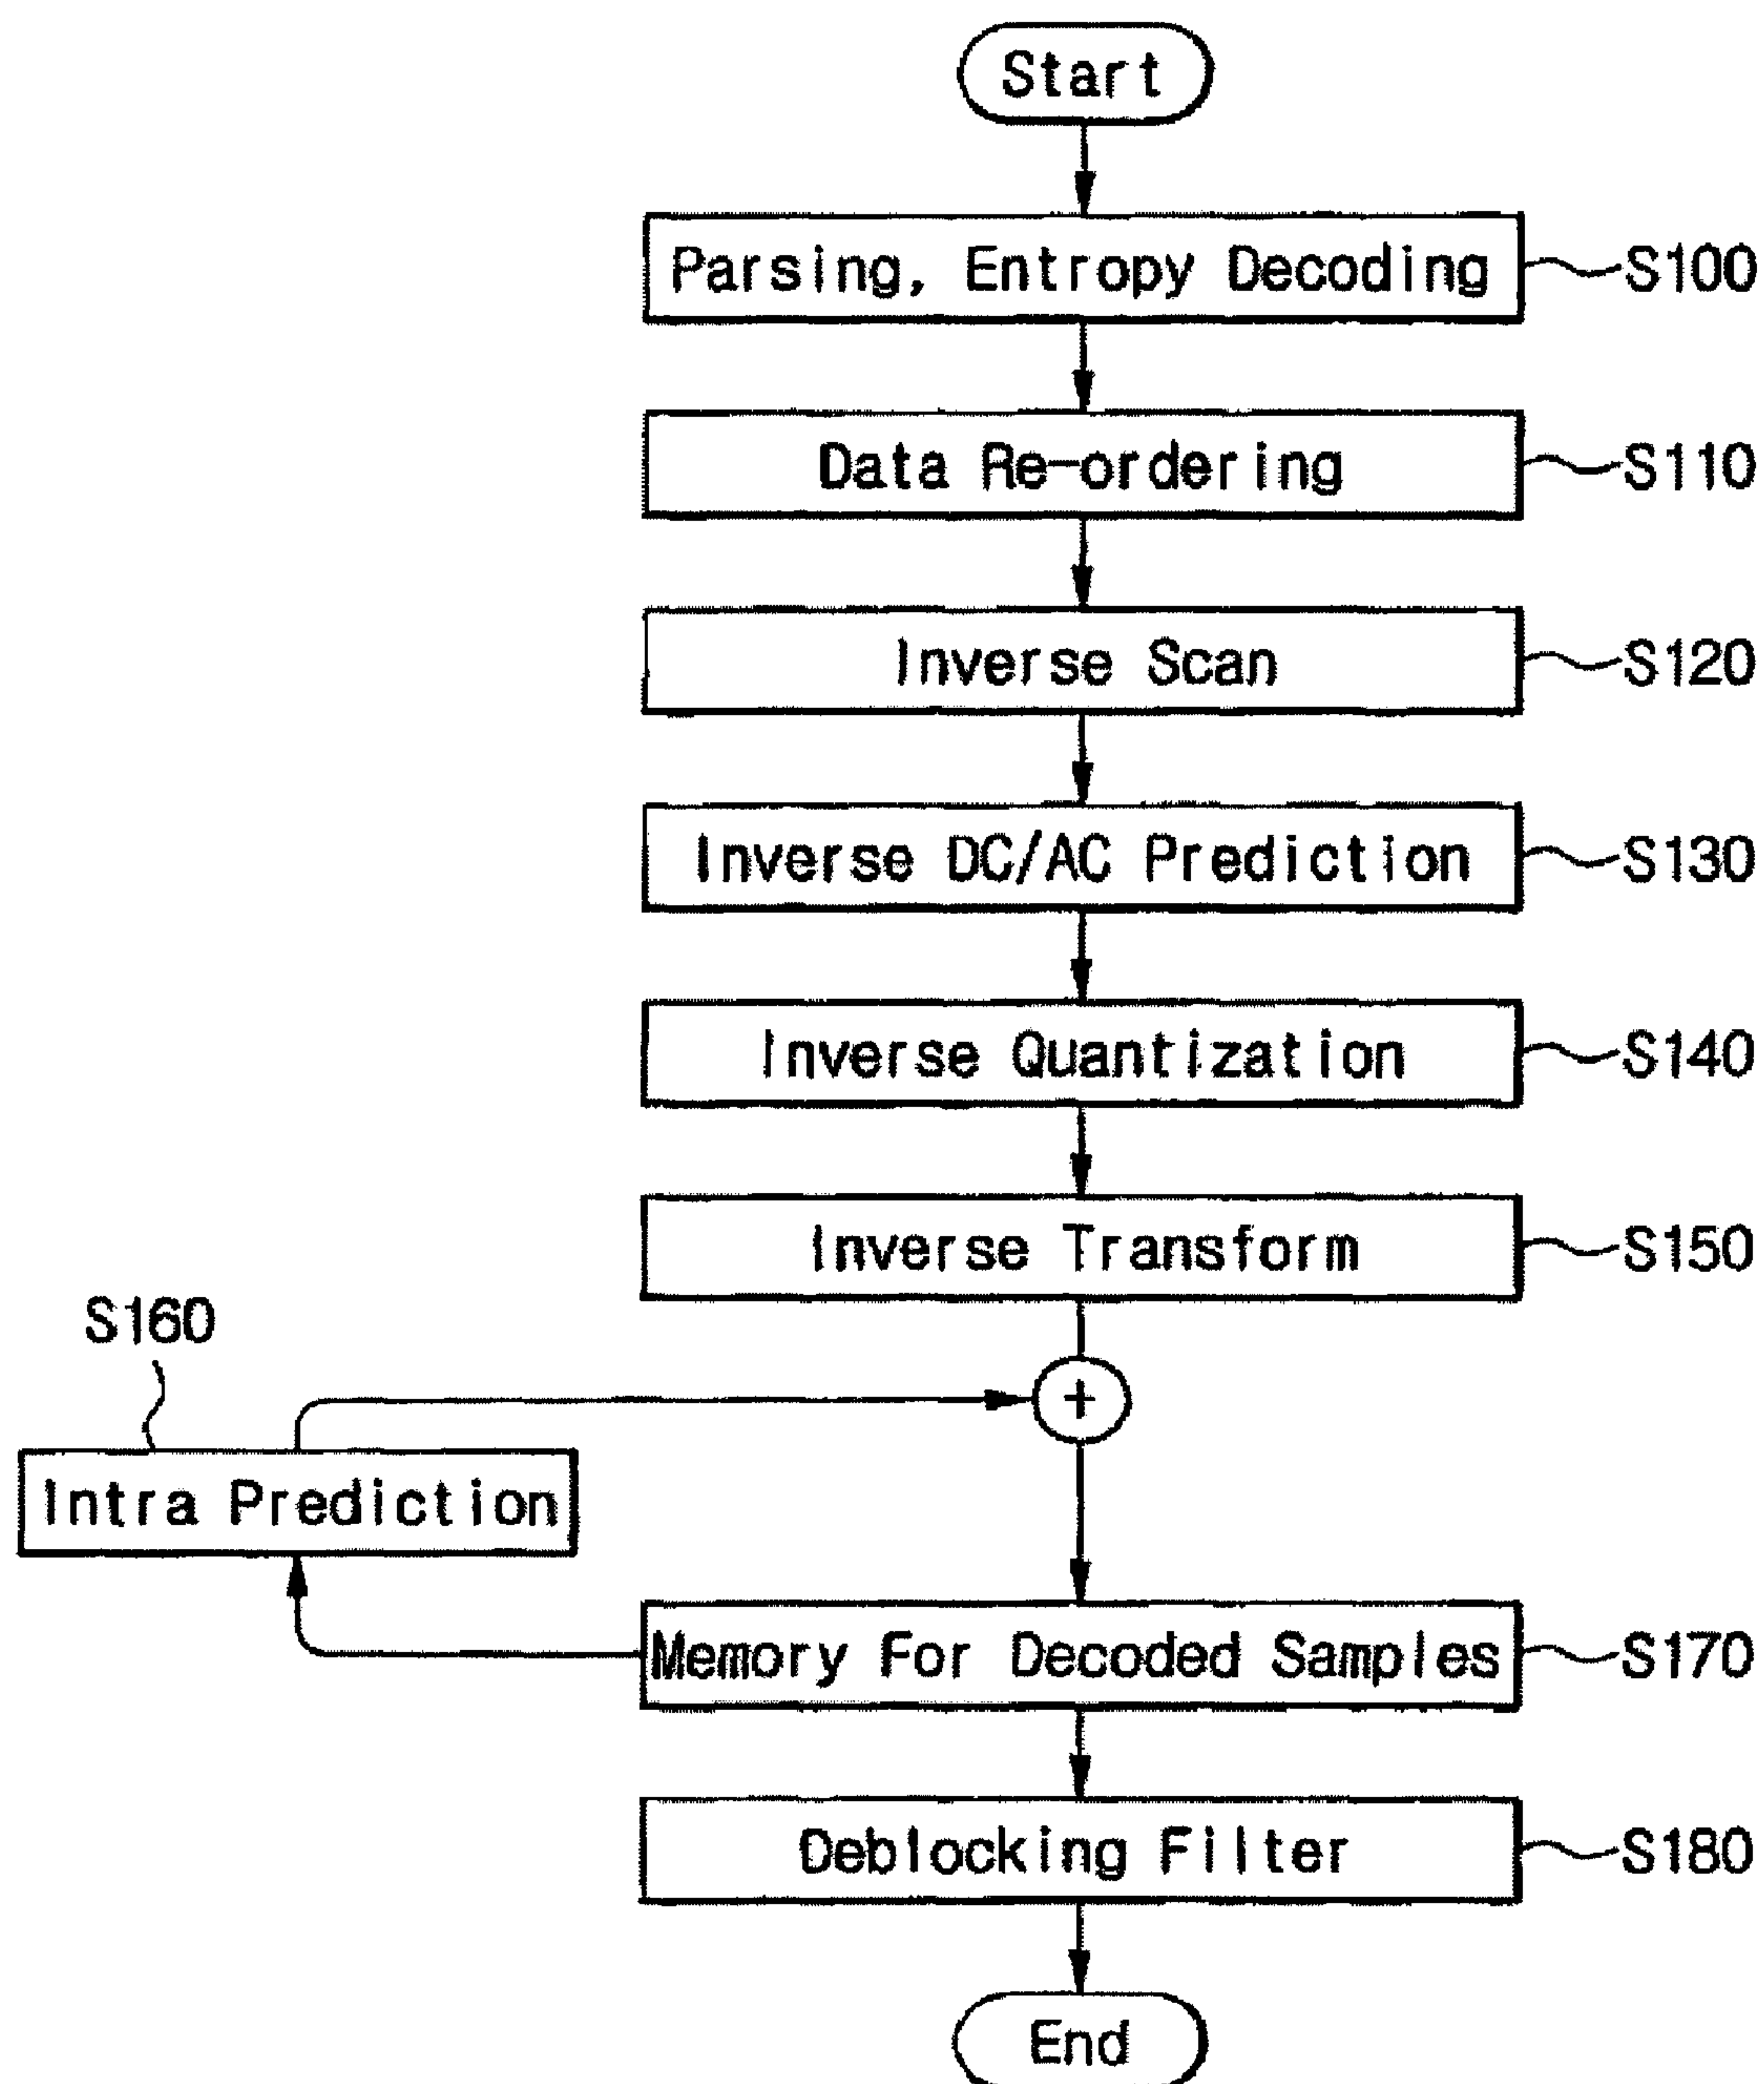 Start
Parsing, Entropy Decoding S100
Data Re-ordering S110
Inverse Scan S120
Inverse DC/AC Prediction S130
Inverse Quantization S140
Inverse Transform S150
S160
+
Intra Prediction
Memory For Decoded Samples S170
Deblocking Filter S180
End